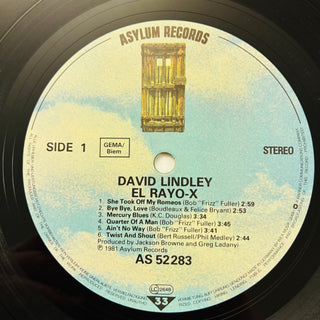 ASYLUM RECORDS
SIDE 1
GEMA/
Biem
STEREO
DAVID LINDLEY
EL RAYO-X
1. She Took Off My Romeos (Bob "Frizz" Fuller) 2:59
2. Bye Bye, Love (Boudleaux & Felice Bryant) 2:53
3. Mercury Blues (K.C. Douglas) 3:34
4. Quarter Of A Man (Bob "Frizz" Fuller) 3:44
5. Ain't No Way (Bob "Frizz" Fuller) 3:33
6. Twist And Shout (Bert Russell/Phil Medley) 2:44
Produced by Jackson Browne and Greg Ladanyi
℗ 1981 Asylum Records
AS 52283
LC 2648
33